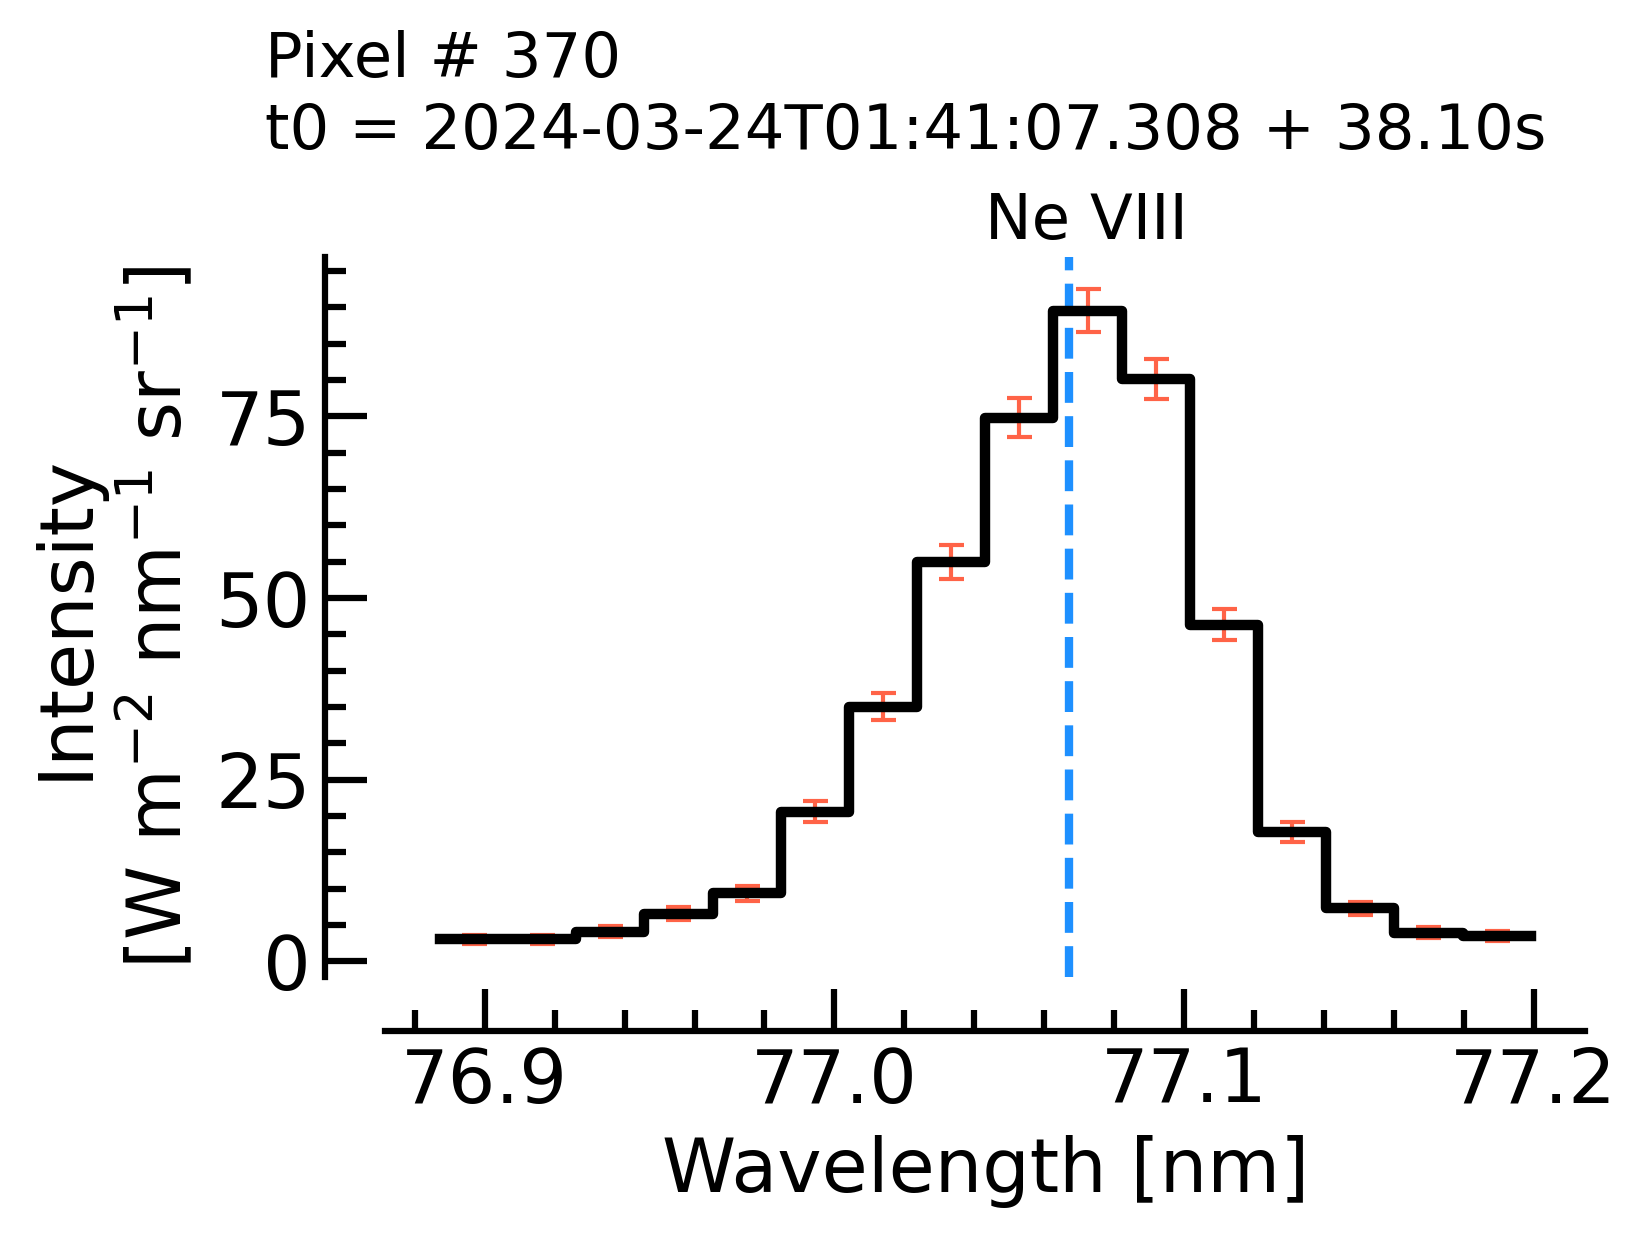 Pixel # 370
t0 = 2024-03-24T01:41:07.308 + 38.10s
Ne VIII
Intensity
[W m⁻² nm⁻¹ sr⁻¹]
75
50
25
0
76.9 77.0 77.1 77.2
Wavelength [nm]